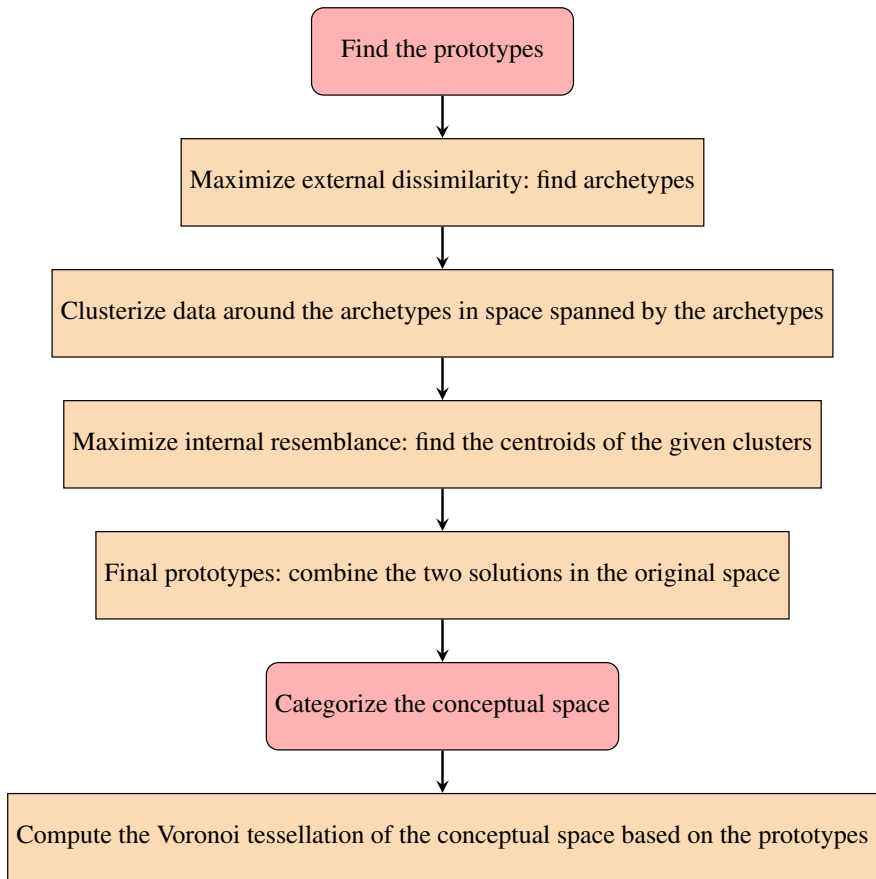 Find the prototypes
Maximize external dissimilarity: find archetypes
Clusterize data around the archetypes in space spanned by the archetypes
Maximize internal resemblance: find the centroids of the given clusters
Final prototypes: combine the two solutions in the original space
Categorize the conceptual space
Compute the Voronoi tessellation of the conceptual space based on the prototypes